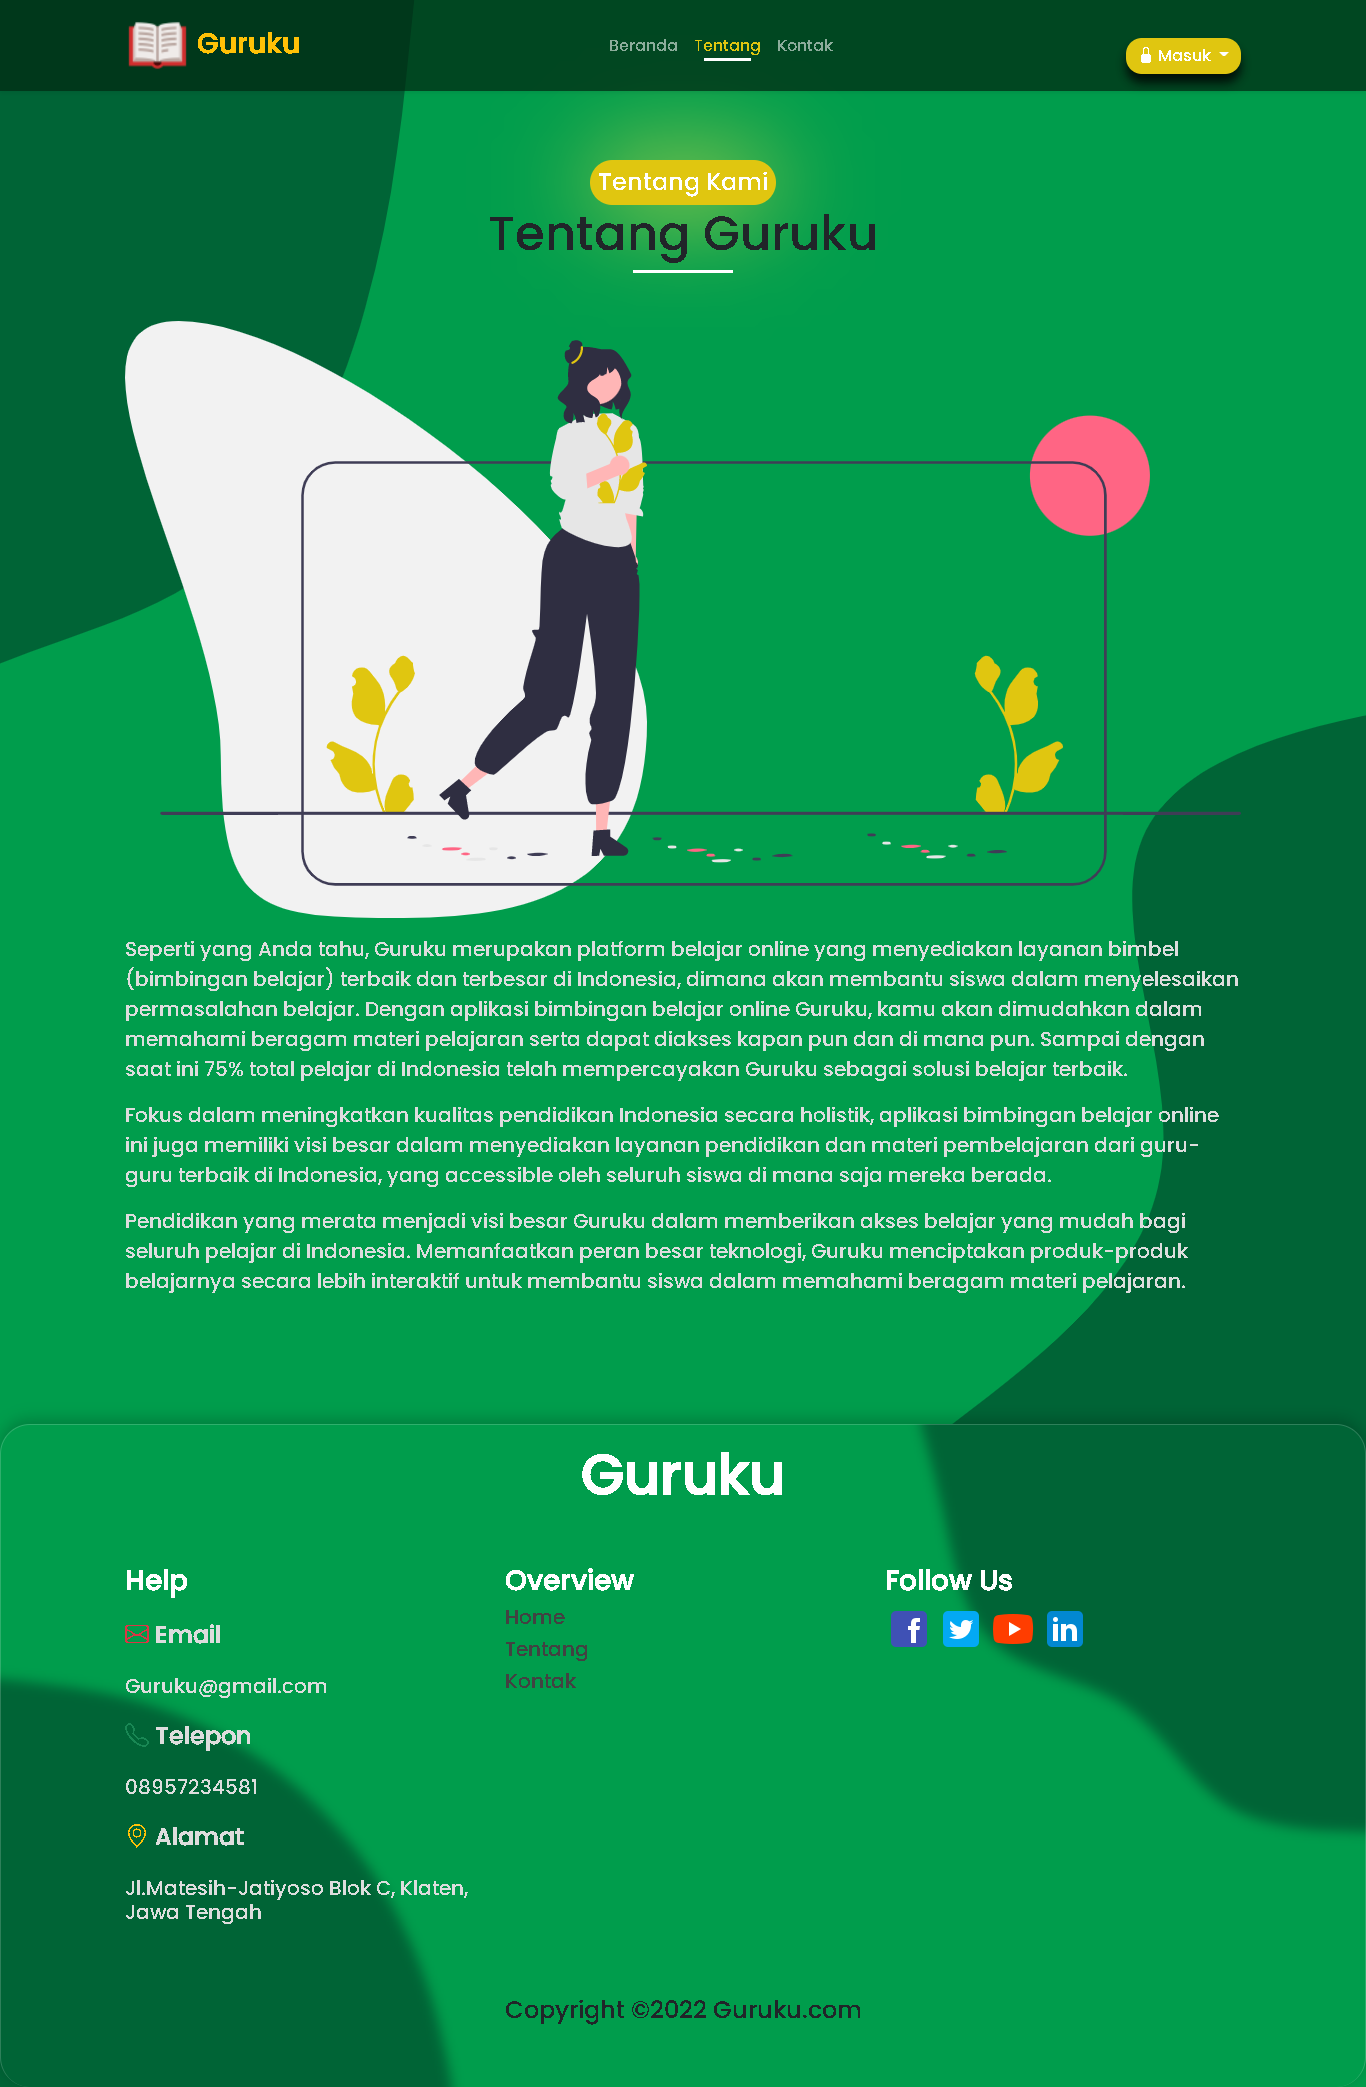 Guruku
Beranda Tentang Kontak
Masuk
Tentang Kami
Tentang Guruku
Seperti yang Anda tahu, Guruku merupakan platform belajar online yang menyediakan layanan bimbel
(bimbingan belajar) terbaik dan terbesar di Indonesia, dimana akan membantu siswa dalam menyelesaikan
permasalahan belajar. Dengan aplikasi bimbingan belajar online Guruku, kamu akan dimudahkan dalam
memahami beragam materi pelajaran serta dapat diakses kapan pun dan di mana pun. Sampai dengan
saat ini 75% total pelajar di Indonesia telah mempercayakan Guruku sebagai solusi belajar terbaik.
Fokus dalam meningkatkan kualitas pendidikan Indonesia secara holistik, aplikasi bimbingan belajar online
ini juga memiliki visi besar dalam menyediakan layanan pendidikan dan materi pembelajaran dari guru-
guru terbaik di Indonesia, yang accessible oleh seluruh siswa di mana saja mereka berada.
Pendidikan yang merata menjadi visi besar Guruku dalam memberikan akses belajar yang mudah bagi
seluruh pelajar di Indonesia. Memanfaatkan peran besar teknologi, Guruku menciptakan produk-produk
belajarnya secara lebih interaktif untuk membantu siswa dalam memahami beragam materi pelajaran.
Guruku
Help
Email
Guruku@gmail.com
Telepon
08957234581
Alamat
Jl.Matesih-Jatiyoso Blok C, Klaten,
Jawa Tengah
Overview
Home
Tentang
Kontak
Follow Us
Copyright ©2022 Guruku.com